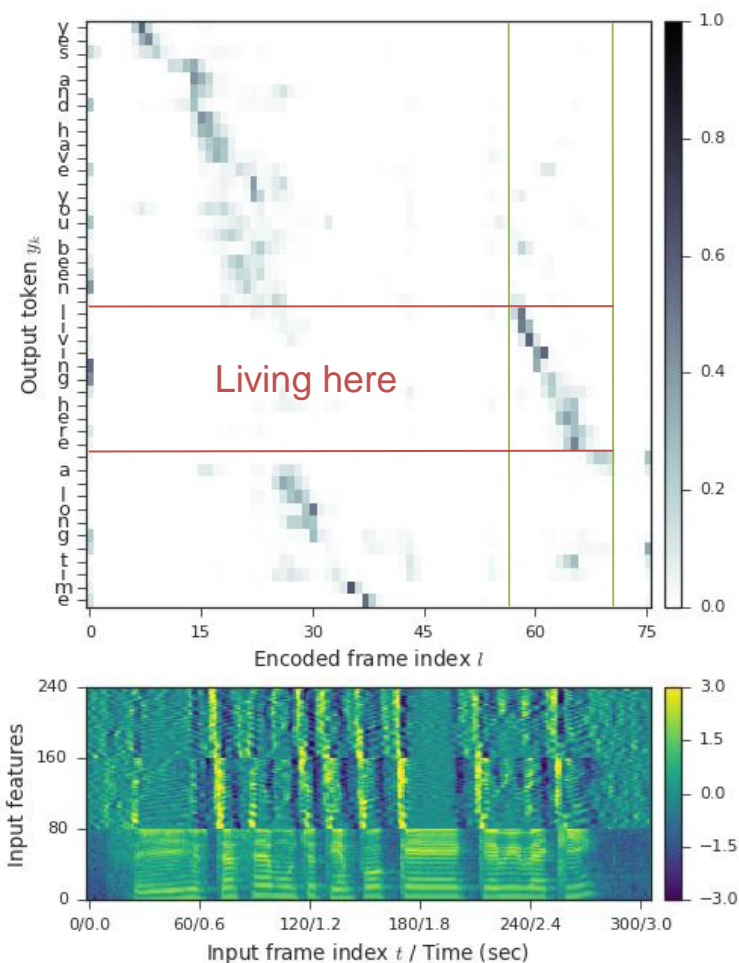 1.0
0.8
0.6
0.4
0.2
0.0
Output token y_k
y
e
s
a
n
d
h
a
v
e
y
o
u
b
e
e
n
l
i
v
i
n
g
h
e
r
e
a
l
o
n
g
t
i
m
e
Living here
0 15 30 45 60 75
Encoded frame index l
Input features
240
160
80
0
3.0
1.5
0.0
−1.5
−3.0
0/0.0 60/0.6 120/1.2 180/1.8 240/2.4 300/3.0
Input frame index t / Time (sec)